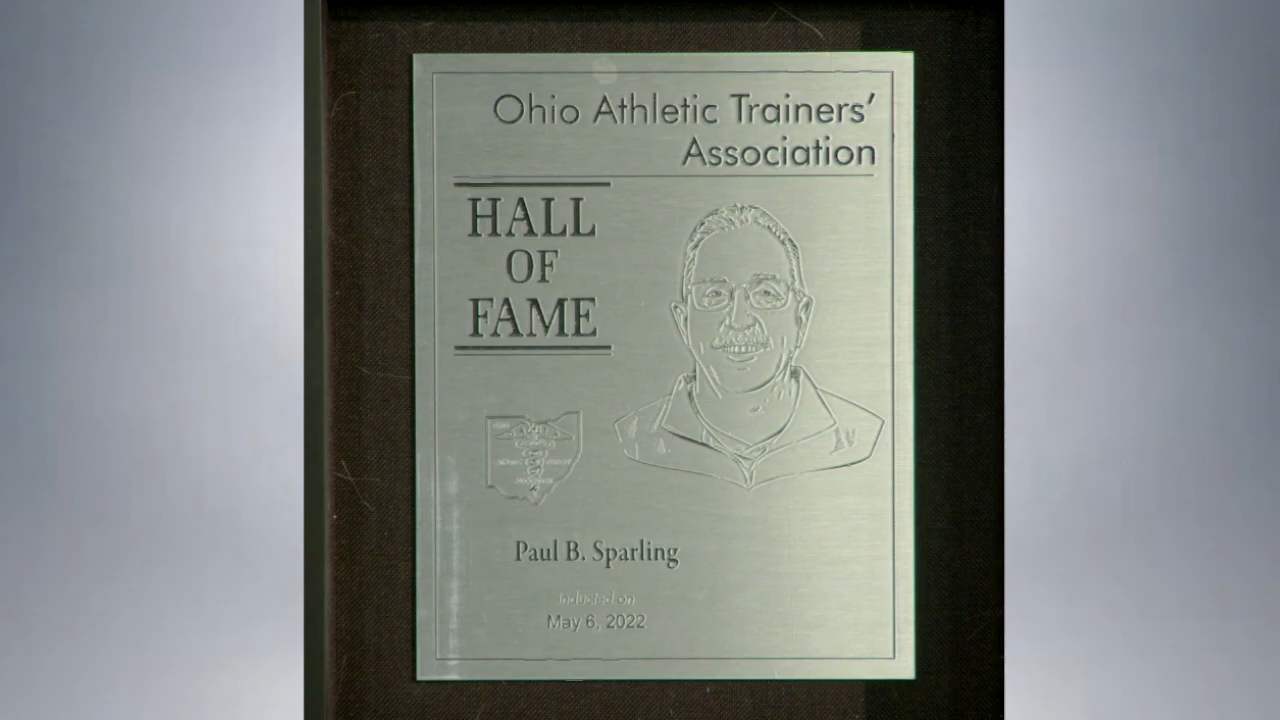 Ohio Athletic Trainers'
Association
HALL
OF
FAME
Paul B. Sparling
Inducted on
May 6, 2022